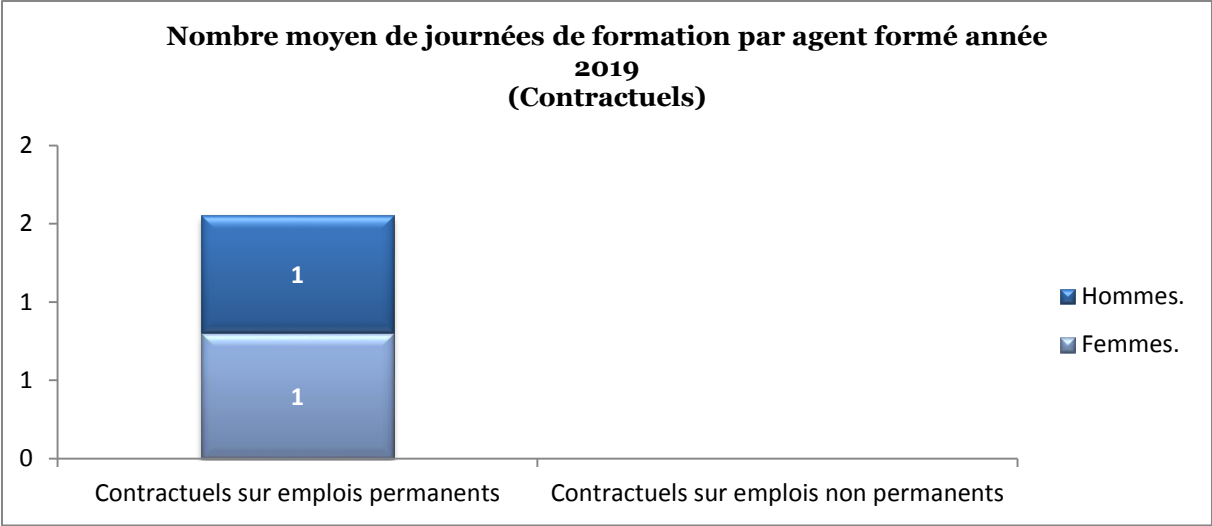 Nombre moyen de journées de formation par agent formé année
2019
(Contractuels)
2
2
1
1
0
1
1
Hommes.
Femmes.
Contractuels sur emplois permanents
Contractuels sur emplois non permanents